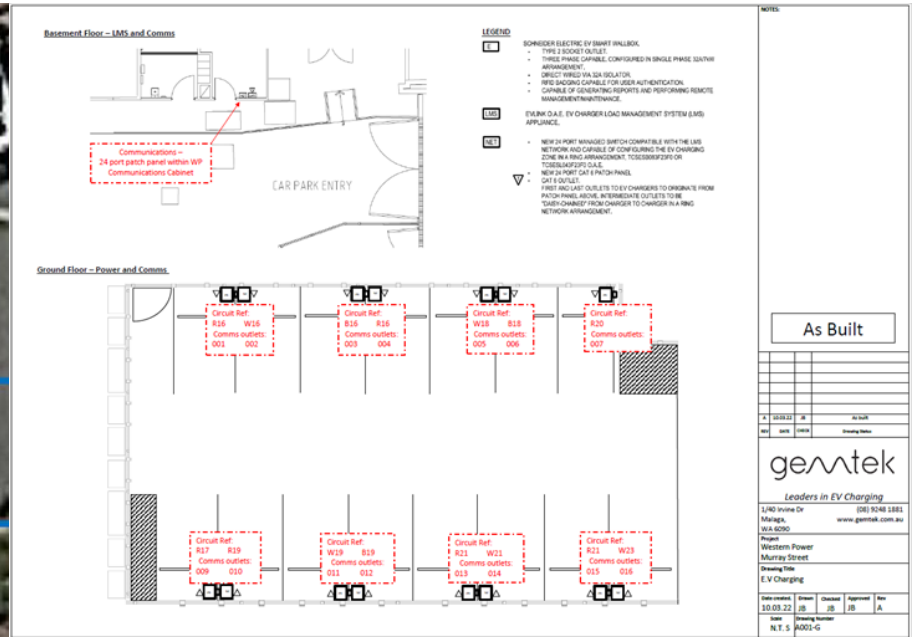 Basement Floor – LMS and Comms
Communications –
24 port patch panel within WP
Communications Cabinet
CAR PARK ENTRY
LEGEND
E
SCHNEIDER ELECTRIC EV SMART WALLBOX.
- TYPE 2 SOCKET OUTLET.
- THREE PHASE CAPABLE, CONFIGURED IN SINGLE PHASE 32A/7kW
ARRANGEMENT.
- DIRECT WIRED VIA 32A ISOLATOR.
- RFID BADGING CAPABLE FOR USER AUTHENTICATION.
- CAPABLE OF GENERATING REPORTS AND PERFORMING REMOTE
MANAGEMENT/MAINTENANCE.
LMS
EVLINK O.A.E. EV CHARGER LOAD MANAGEMENT SYSTEM (LMS)
APPLIANCE.
NET
- NEW 24 PORT MANAGED SWITCH COMPATIBLE WITH THE LMS
NETWORK AND CAPABLE OF CONFIGURING THE EV CHARGING
ZONE IN A RING ARRANGEMENT,
O.A.E.
- NEW 24 PORT CAT 6 PATCH PANEL
- CAT 6 OUTLET.
FIRST AND LAST OUTLETS TO EV CHARGERS TO ORIGINATE FROM
PATCH PANEL ABOVE. INTERMEDIATE OUTLETS TO BE
"DAISY-CHAINED" FROM CHARGER TO CHARGER IN A RING
NETWORK ARRANGEMENT.
Ground Floor – Power and Comms
Circuit Ref:
R16 W16
Comms outlets:
001 002
Circuit Ref:
B16 R16
Comms outlets:
003 004
Circuit Ref:
W18 B18
Comms outlets:
005 006
Circuit Ref:
R20
Comms outlets:
007
Circuit Ref:
R17 R19
Comms outlets:
009 010
Circuit Ref:
W19 B19
Comms outlets:
011 012
Circuit Ref:
R21 W21
Comms outlets:
013 014
Circuit Ref:
R21 W23
Comms outlets:
015 016
NOTES:
As Built
A 10.03.22 JB As built
REV DATE CHECK Drawing Status
gemtek
Leaders in EV Charging
1/40 Irvine Dr (08) 9248 1881
Malaga, www.gemtek.com.au
WA 6090
Project
Western Power
Murray Street
Drawing Title
E.V Charging
Date created. Drawn Checked Approved Rev
10.03.22 JB JB JB A
Scale Drawing Number
N.T. S A001-G